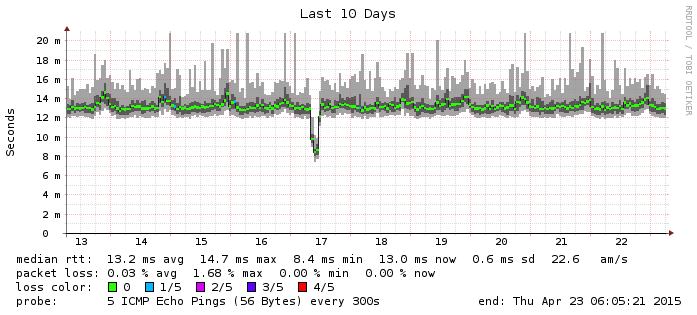 Last 10 Days
RRDTOOL / TOBI OETIKER
Seconds
20 m
18 m
16 m
14 m
12 m
10 m
8 m
6 m
4 m
2 m
0
13 14 15 16 17 18 19 20 21 22
median rtt: 13.2 ms avg 14.7 ms max 8.4 ms min 13.0 ms now 0.6 ms sd 22.6 am/s
packet loss: 0.03 % avg 1.68 % max 0.00 % min 0.00 % now
loss color: 0 1/5 2/5 3/5 4/5
probe: 5 ICMP Echo Pings (56 Bytes) every 300s end: Thu Apr 23 06:05:21 2015